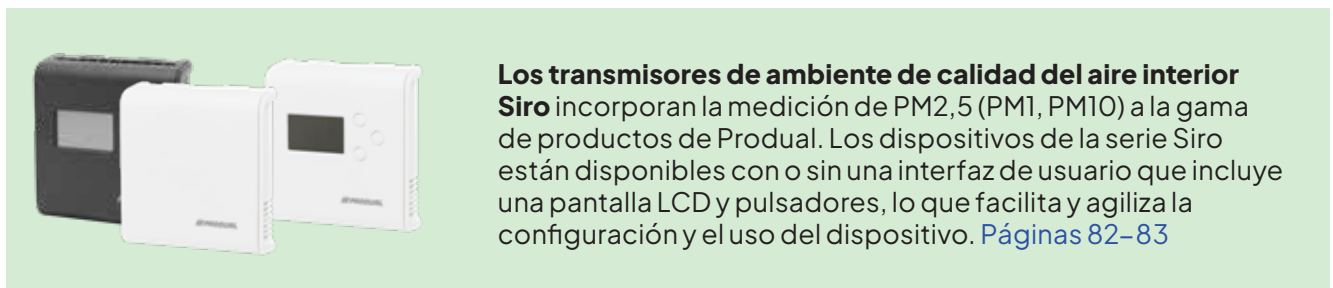 Los transmisores de ambiente de calidad del aire interior
Siro incorporan la medición de PM2,5 (PM1, PM10) a la gama
de productos de Produal. Los dispositivos de la serie Siro
están disponibles con o sin una interfaz de usuario que incluye
una pantalla LCD y pulsadores, lo que facilita y agiliza la
configuración y el uso del dispositivo. Páginas 82–83
PRODUAL
PRODUAL